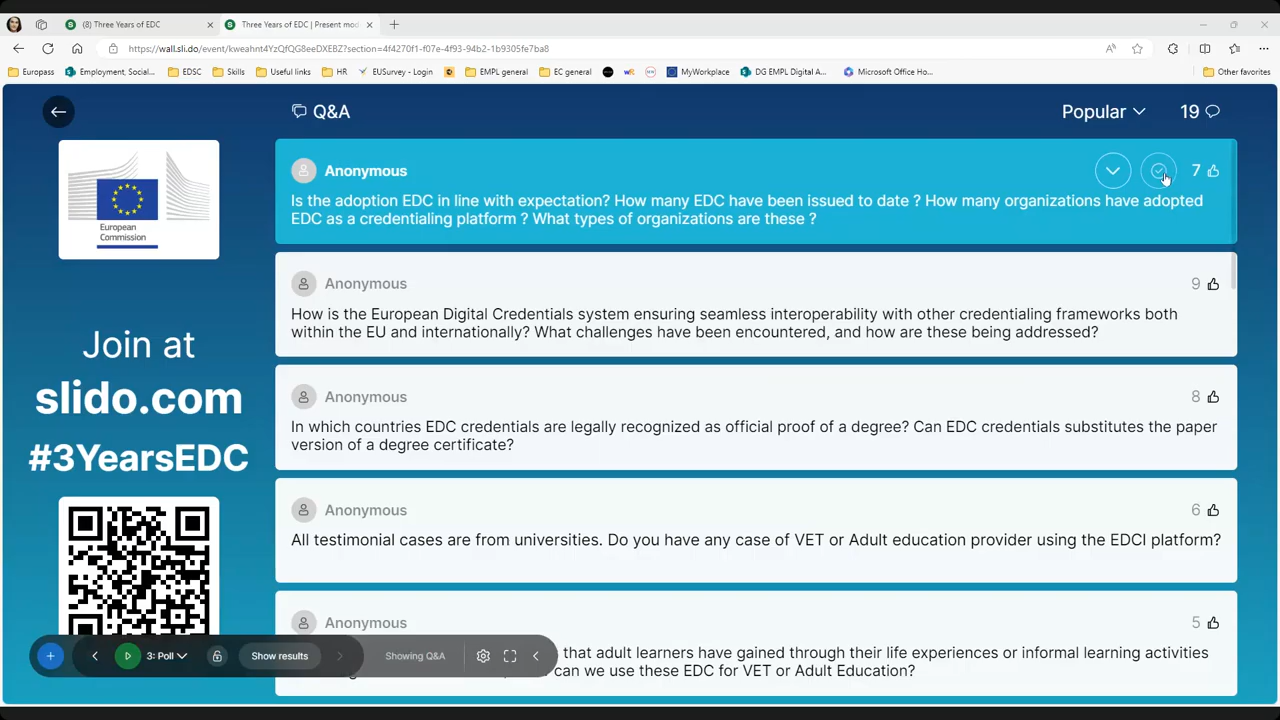 (8) Three Years of EDC
Three Years of EDC | Present mod
https://wall.sli.do/event/kweahnt4YzQfQG8eeDXEBZ?section=4f4270f1-f07e-4f93-94b2-1b9305fe7ba8
Europass
Employment, Social...
EDSC
Skills
Useful links
HR
EUSurvey - Login
EMPL general
EC general
MyWorkplace
DG EMPL Digital A...
Microsoft Office Ho...
Other favorites
Q&A
Popular
19
European
Commission
Join at
slido.com
#3YearsEDC
Anonymous
7
Is the adoption EDC in line with expectation? How many EDC have been issued to date ? How many organizations have adopted
EDC as a credentialing platform ? What types of organizations are these ?
Anonymous
9
How is the European Digital Credentials system ensuring seamless interoperability with other credentialing frameworks both
within the EU and internationally? What challenges have been encountered, and how are these being addressed?
Anonymous
8
In which countries EDC credentials are legally recognized as official proof of a degree? Can EDC credentials substitutes the paper
version of a degree certificate?
Anonymous
6
All testimonial cases are from universities. Do you have any case of VET or Adult education provider using the EDCI platform?
Anonymous
5
that adult learners have gained through their life experiences or informal learning activities
can we use these EDC for VET or Adult Education?
3: Poll
Show results
Showing Q&A